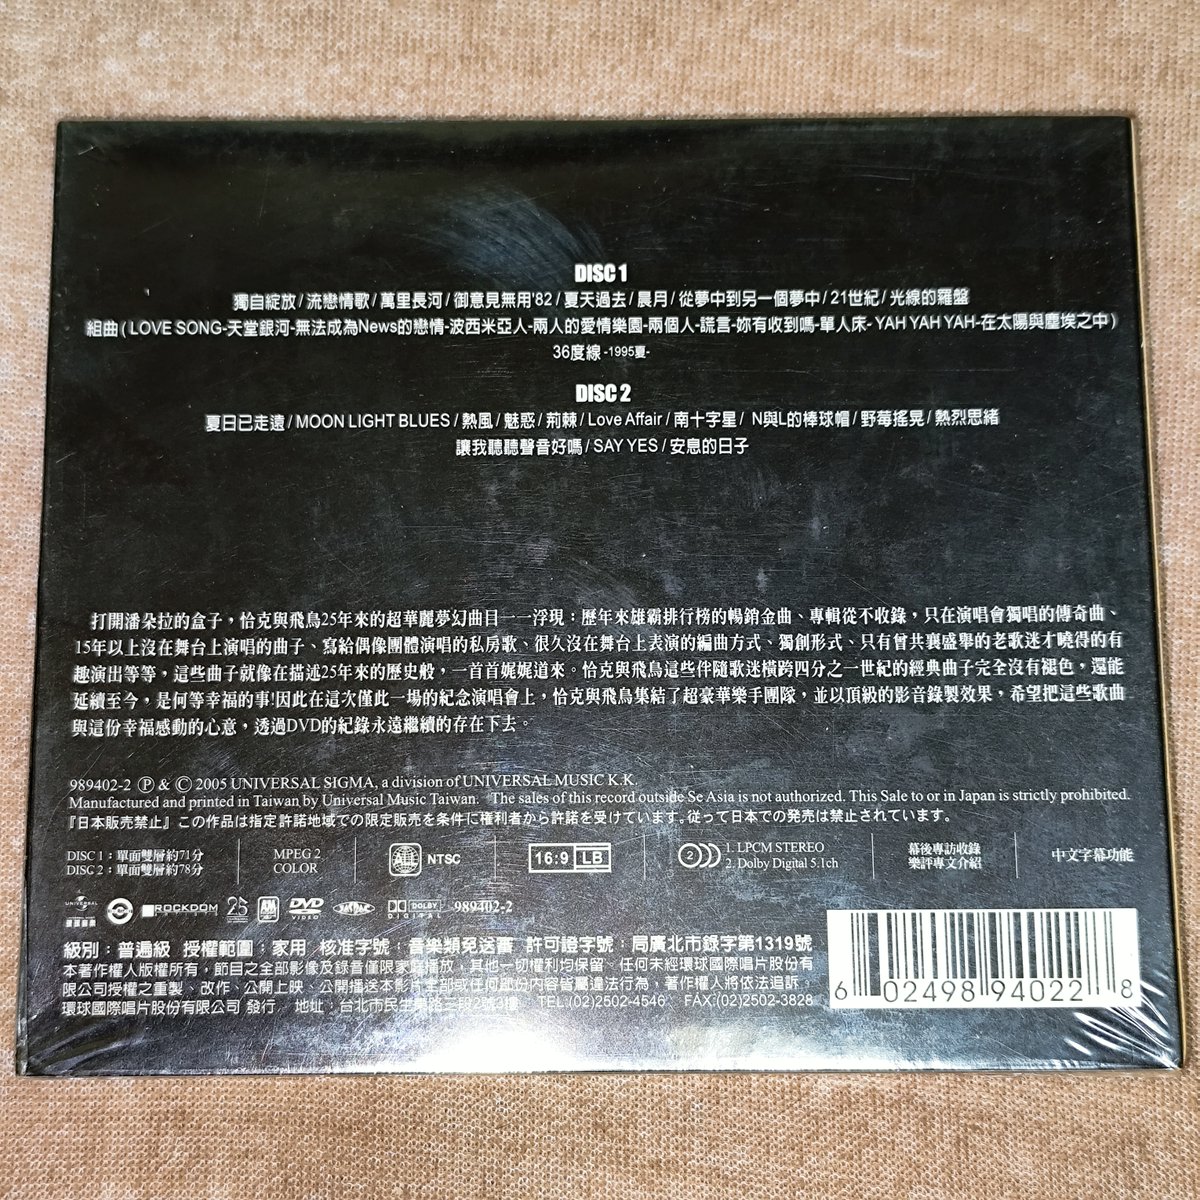 DISC 1
獨自綻放 / 流戀情歌 / 萬里長河 / 御意見無用'82 / 夏天過去 / 晨月 / 從夢中到另一個夢中 / 21世紀 / 光線的羅盤
組曲 ( LOVE SONG-天堂銀河-無法成為News的戀情-波西米亞人-兩人的愛情樂園-兩個人-謊言-妳有收到嗎-單人床- YAH YAH YAH-在太陽與塵埃之中 )
36度線 -1995夏-
DISC 2
夏日已走遠 / MOON LIGHT BLUES / 熱風 / 魅惑 / 荊棘 / Love Affair / 南十字星 / N與L的棒球帽 / 野莓搖晃 / 熱烈思緒
讓我聽聽聲音好嗎 / SAY YES / 安息的日子
打開潘朵拉的盒子，恰克與飛鳥25年來的超華麗夢幻曲目一一浮現：歷年來雄霸排行榜的暢銷金曲、專輯從不收錄，只在演唱會獨唱的傳奇曲、
15年以上沒在舞台上演唱的曲子、寫給偶像團體演唱的私房歌、很久沒在舞台上表演的編曲方式、獨創形式、只有曾共襄盛舉的老歌迷才曉得的有
趣演出等等，這些曲子就像在描述25年來的歷史般，一首首娓娓道來。恰克與飛鳥這些伴隨歌迷橫跨四分之一世紀的經典曲子完全沒有褪色，還能
延續至今，是何等幸福的事!因此在這次僅此一場的紀念演唱會上，恰克與飛鳥集結了超豪華樂手團隊，並以頂級的影音錄製效果，希望把這些歌曲
與這份幸福感動的心意，透過DVD的紀錄永遠繼續的存在下去。
989402-2 Ⓟ & © 2005 UNIVERSAL SIGMA, a division of UNIVERSAL MUSIC K.K.
Manufactured and printed in Taiwan by Universal Music Taiwan. The sales of this record outside Se Asia is not authorized. This Sale to or in Japan is strictly prohibited.
『日本販売禁止』この作品は指定許諾地域での限定販売を条件に権利者から許諾を受けています。従って日本での発売は禁止されています。
DISC 1：單面雙層約71分
DISC 2：單面雙層約78分
MPEG 2
COLOR
ALL NTSC
16:9 LB
2 1. LPCM STEREO
2. Dolby Digital 5.1ch
幕後專訪收錄
樂評專文介紹
中文字幕功能
UNIVERSAL
環球音樂
ROCKDOM
25
A&M
DVD VIDEO
DOLBY DIGITAL
989402-2
級別：普遍級 授權範圍：家用 核准字號：音樂類免送審 許可證字號：局廣北市錄字第1319號
本著作權人版權所有，節目之全部影像及錄音僅限家庭播放，其他一切權利均保留、任何未經環球國際唱片股份有
限公司授權之重製、改作、公開上映、公開播送本影片全部或任何部份內容皆屬違法行為，著作權人將依法追訴
環球國際唱片股份有限公司 發行 地址：台北市民生東路三段2號3樓 TEL:(02)2502-4546 FAX:(02)2502-3828
6 02498 94022 8